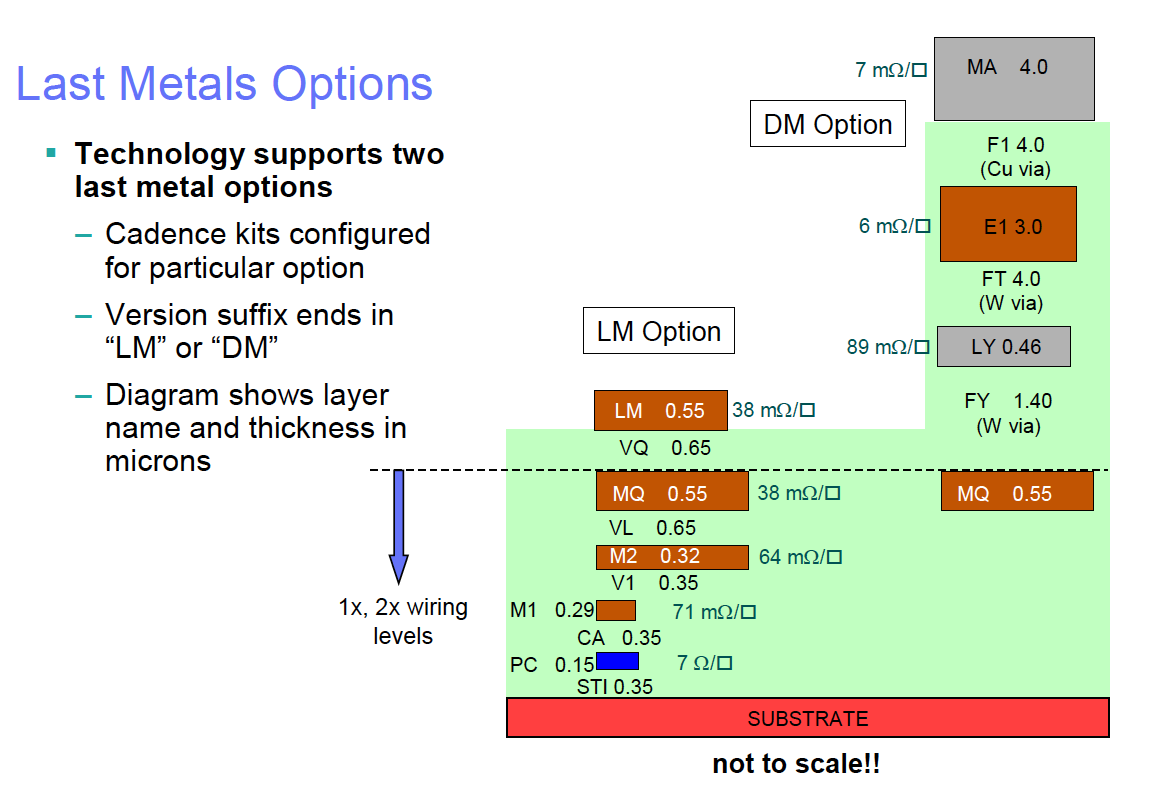 Last Metals Options
▪ Technology supports two
last metal options
– Cadence kits configured
for particular option
– Version suffix ends in
“LM” or “DM”
– Diagram shows layer
name and thickness in
microns
7 mΩ/□ MA 4.0
DM Option
F1 4.0
(Cu via)
6 mΩ/□ E1 3.0
FT 4.0
(W via)
LM Option
89 mΩ/□ LY 0.46
FY 1.40
(W via)
LM 0.55 38 mΩ/□
VQ 0.65
MQ 0.55 38 mΩ/□ MQ 0.55
VL 0.65
M2 0.32 64 mΩ/□
V1 0.35
1x, 2x wiring
levels
M1 0.29 71 mΩ/□
CA 0.35
PC 0.15 7 Ω/□
STI 0.35
SUBSTRATE
not to scale!!